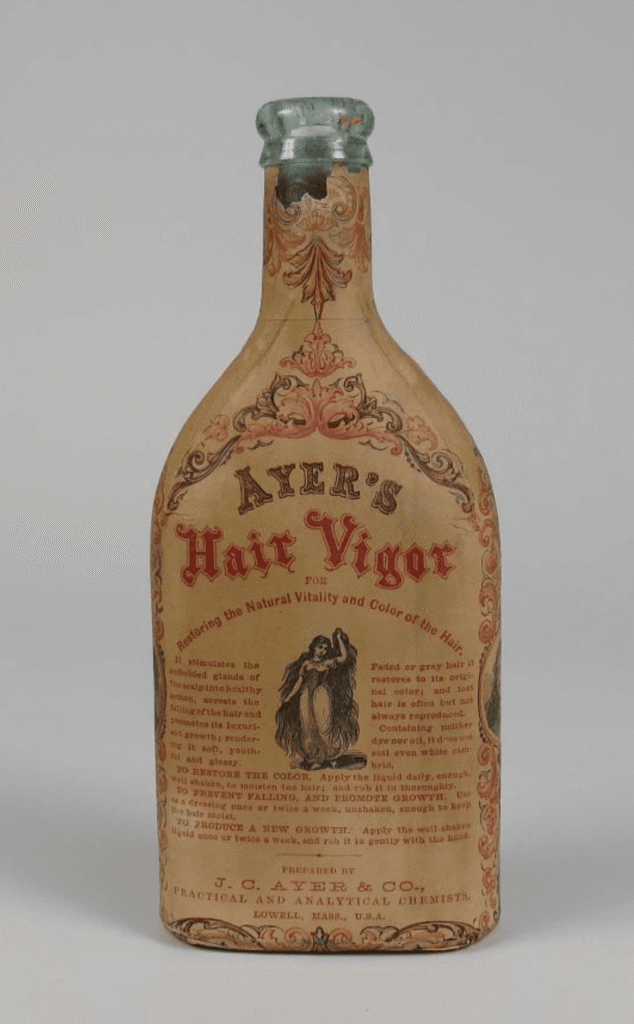 AYER'S
Hair Vigor
FOR
Restoring the Natural Vitality and Color of the Hair.
It stimulates the
enfeebled glands of
the scalp into healthy
action, arrests the
falling of the hair and
promotes its luxuri-
ant growth; render-
ing it soft, youth-
ful and glossy.
Faded or gray hair it
restores to its origi-
nal color; and lost
hair is often but not
always reproduced.
Containing neither
dye nor oil, it does not
soil even white cam-
bric.
TO RESTORE THE COLOR. Apply the liquid daily, enough,
well shaken, to moisten the hair; and rub it in thoroughly.
TO PREVENT FALLING, AND PROMOTE GROWTH. Use
as a dressing once or twice a week, unshaken, enough to keep
the hair moist.
TO PRODUCE A NEW GROWTH. Apply the well shaken
liquid once or twice a week, and rub it in gently with the hand.
PREPARED BY
J. C. AYER & CO.,
PRACTICAL AND ANALYTICAL CHEMISTS,
LOWELL, MASS., U.S.A.